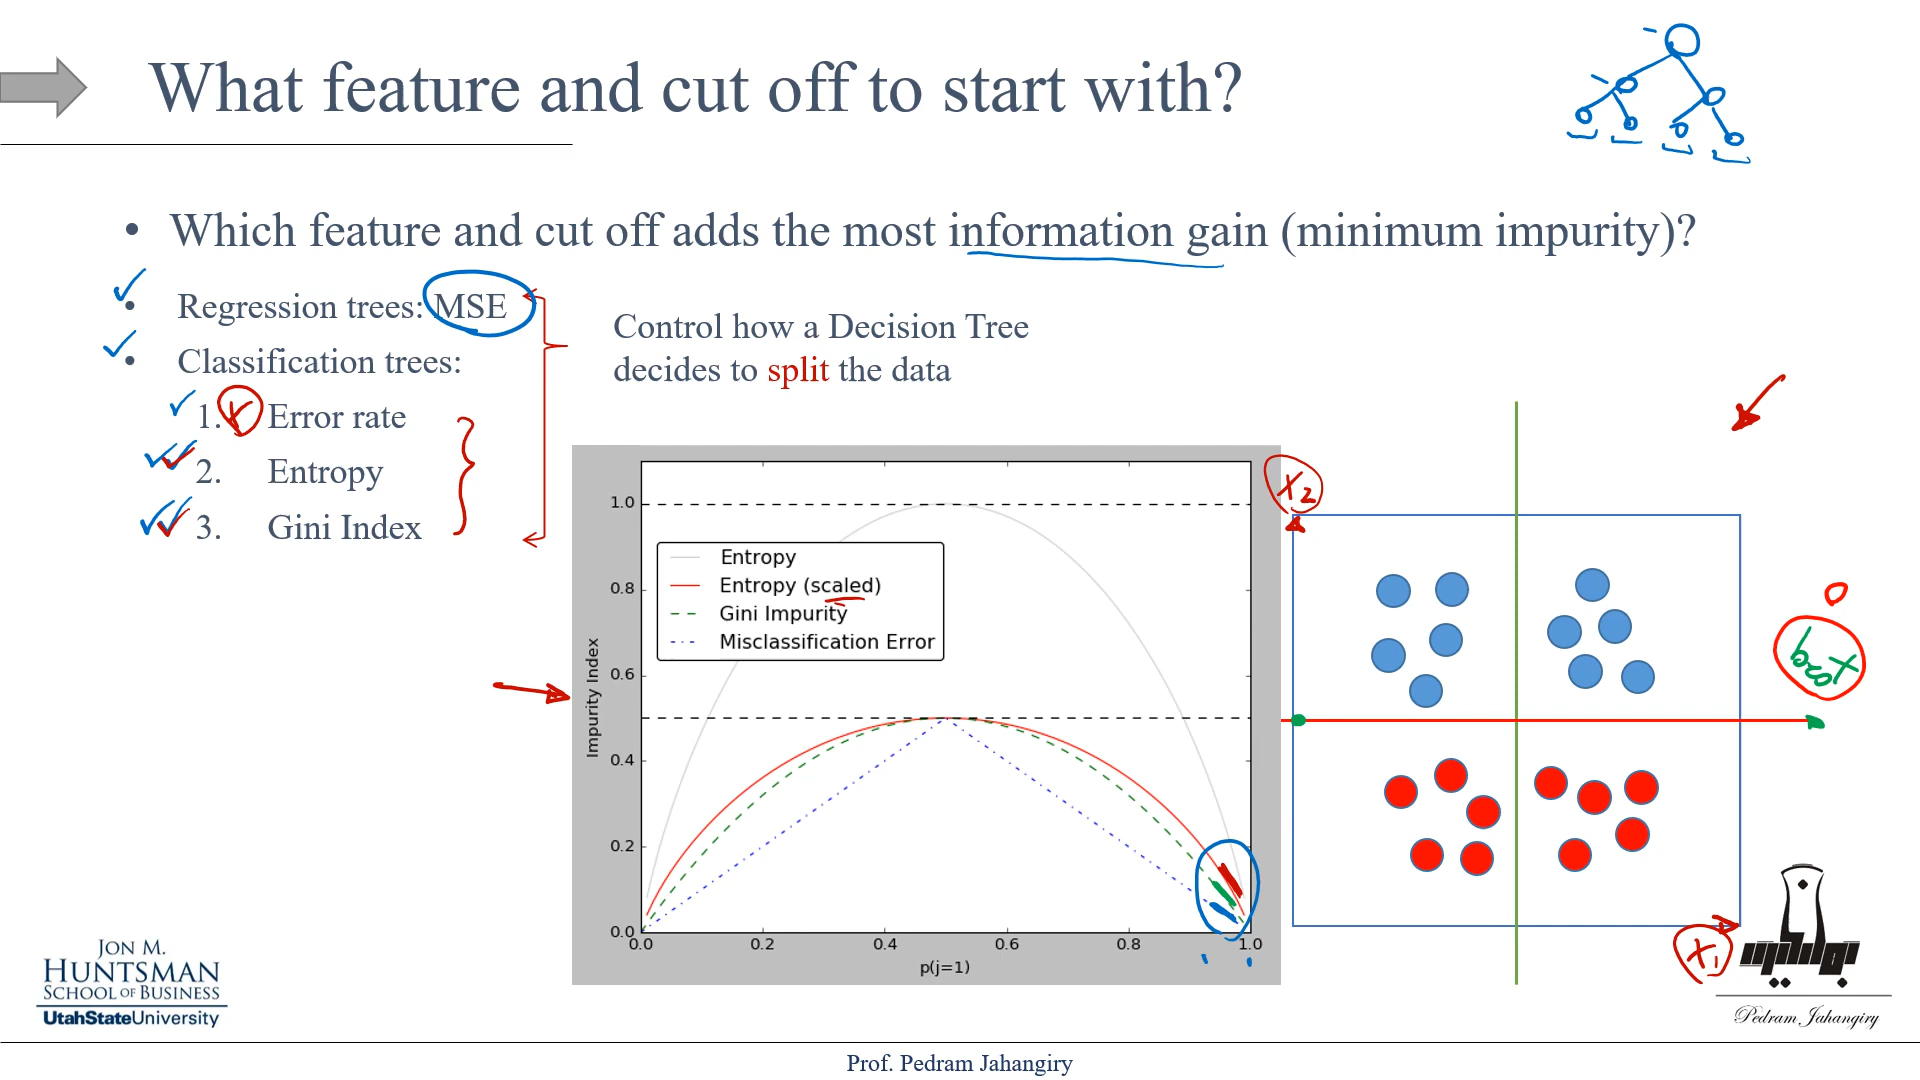 What feature and cut off to start with?
• Which feature and cut off adds the most information gain (minimum impurity)?
• Regression trees: MSE
• Classification trees:
1. Error rate
2. Entropy
3. Gini Index
Control how a Decision Tree
decides to split the data
Entropy
Entropy (scaled)
Gini Impurity
Misclassification Error
Impurity Index
1.0
0.8
0.6
0.4
0.2
0.0
0.0 0.2 0.4 0.6 0.8 1.0
p(j=1)
X2
X1
JON M.
HUNTSMAN
SCHOOL OF BUSINESS
UtahStateUniversity
Pedram Jahangiry
Prof. Pedram Jahangiry